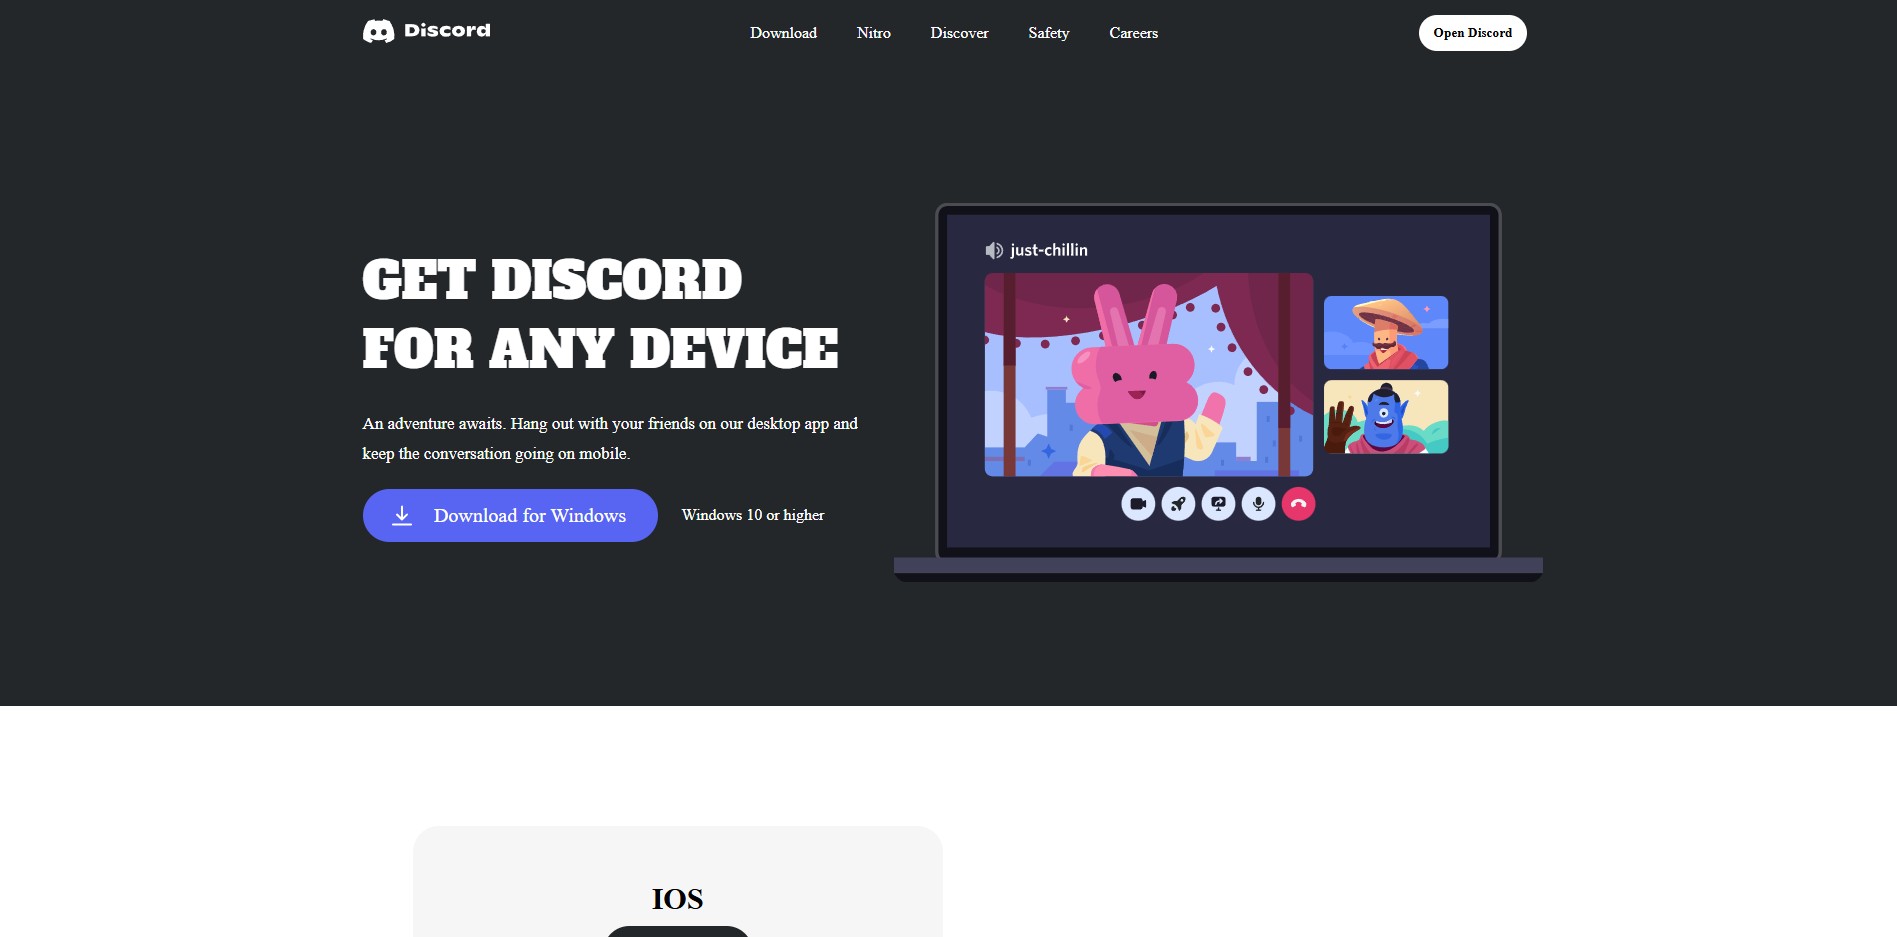 Discord
Download
Nitro
Discover
Safety
Careers
Open Discord
GET DISCORD
FOR ANY DEVICE
An adventure awaits. Hang out with your friends on our desktop app and
keep the conversation going on mobile.
Download for Windows
Windows 10 or higher
just-chillin
IOS